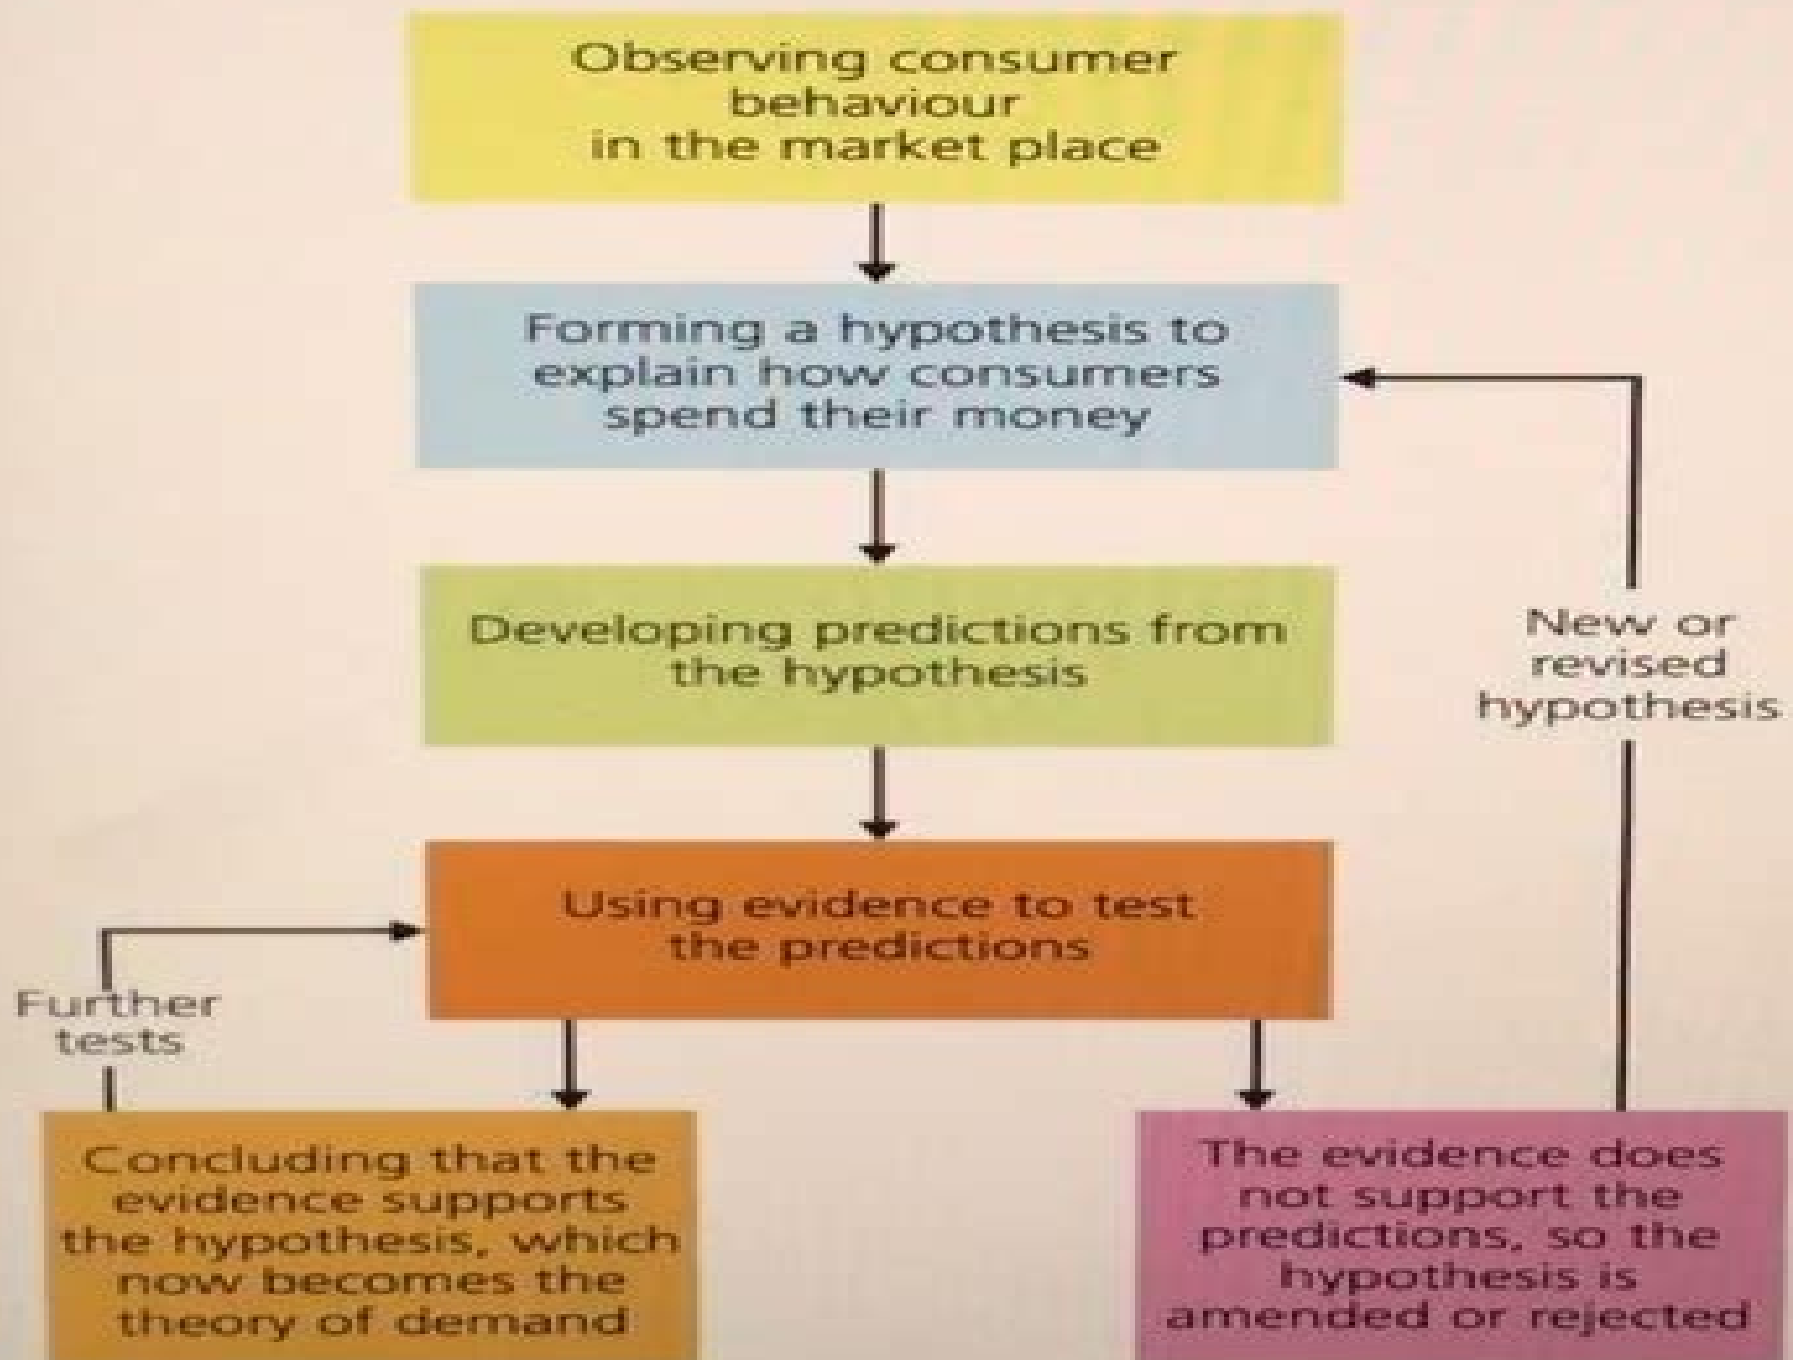 Observing consumer
behaviour
in the market place
Forming a hypothesis to
explain how consumers
spend their money
Developing predictions from
the hypothesis
New or
revised
hypothesis
Using evidence to test
the predictions
Further
tests
Concluding that the
evidence supports
the hypothesis, which
now becomes the
theory of demand
The evidence does
not support the
predictions, so the
hypothesis is
amended or rejected